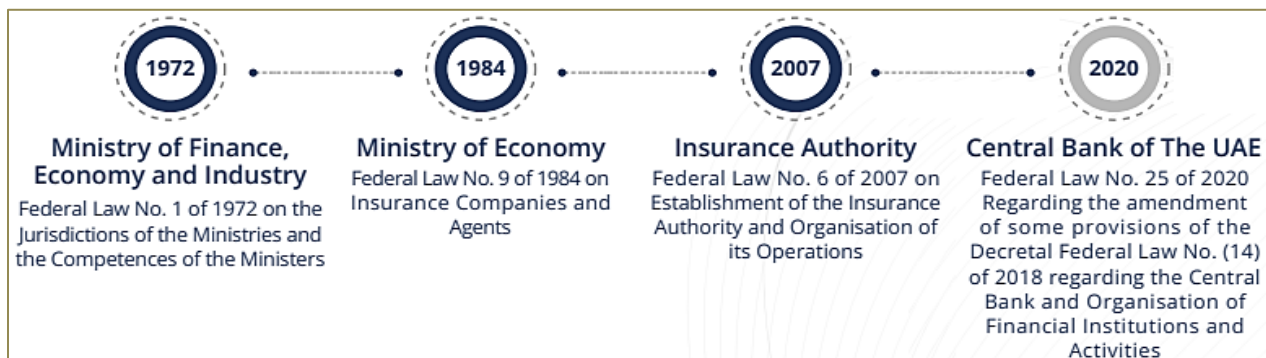 1972
Ministry of Finance,
Economy and Industry
Federal Law No. 1 of 1972 on the
Jurisdictions of the Ministries and
the Competences of the Ministers
1984
Ministry of Economy
Federal Law No. 9 of 1984 on
Insurance Companies and
Agents
2007
Insurance Authority
Federal Law No. 6 of 2007 on
Establishment of the Insurance
Authority and Organisation of
its Operations
2020
Central Bank of The UAE
Federal Law No. 25 of 2020
Regarding the amendment
of some provisions of the
Decretal Federal Law No. (14)
of 2018 regarding the Central
Bank and Organisation of
Financial Institutions and
Activities